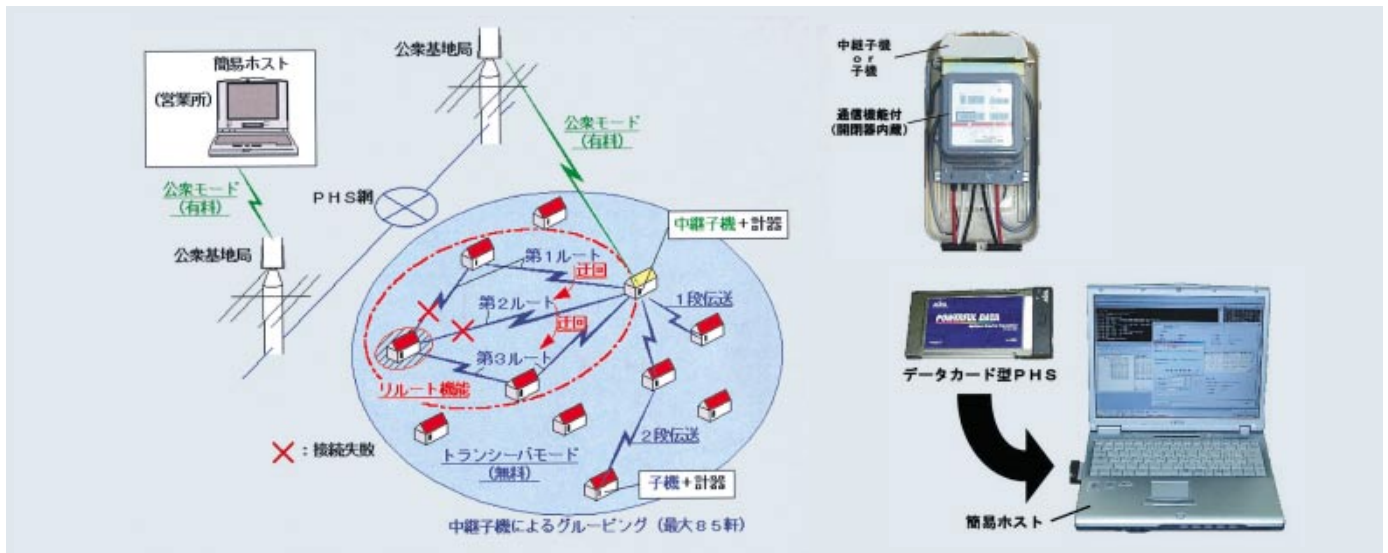 簡易ホスト
(営業所)
公衆モード
(有料)
公衆基地局
PHS網
公衆基地局
公衆モード
(有料)
中継子機+計器
第1ルート
迂回
第2ルート
迂回
第3ルート
リルート機能
1段伝送
2段伝送
トランシーバモード
(無料)
子機+計器
×:接続失敗
中継子機によるグルーピング(最大85軒)
中継子機
or
子機
通信機能付
(開閉器内蔵)
POWERFUL DATA
データカード型PHS
簡易ホスト